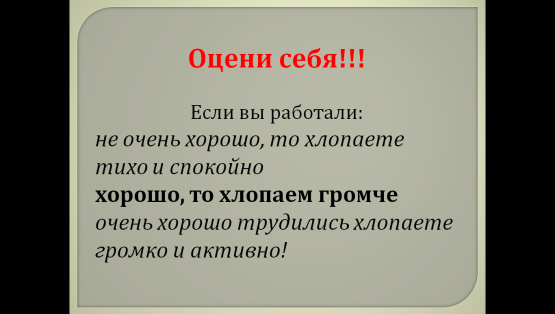 Оцени себя!!!
Если вы работали:
не очень хорошо, то хлопаете
тихо и спокойно
хорошо, то хлопаем громче
очень хорошо трудились хлопаете
громко и активно!